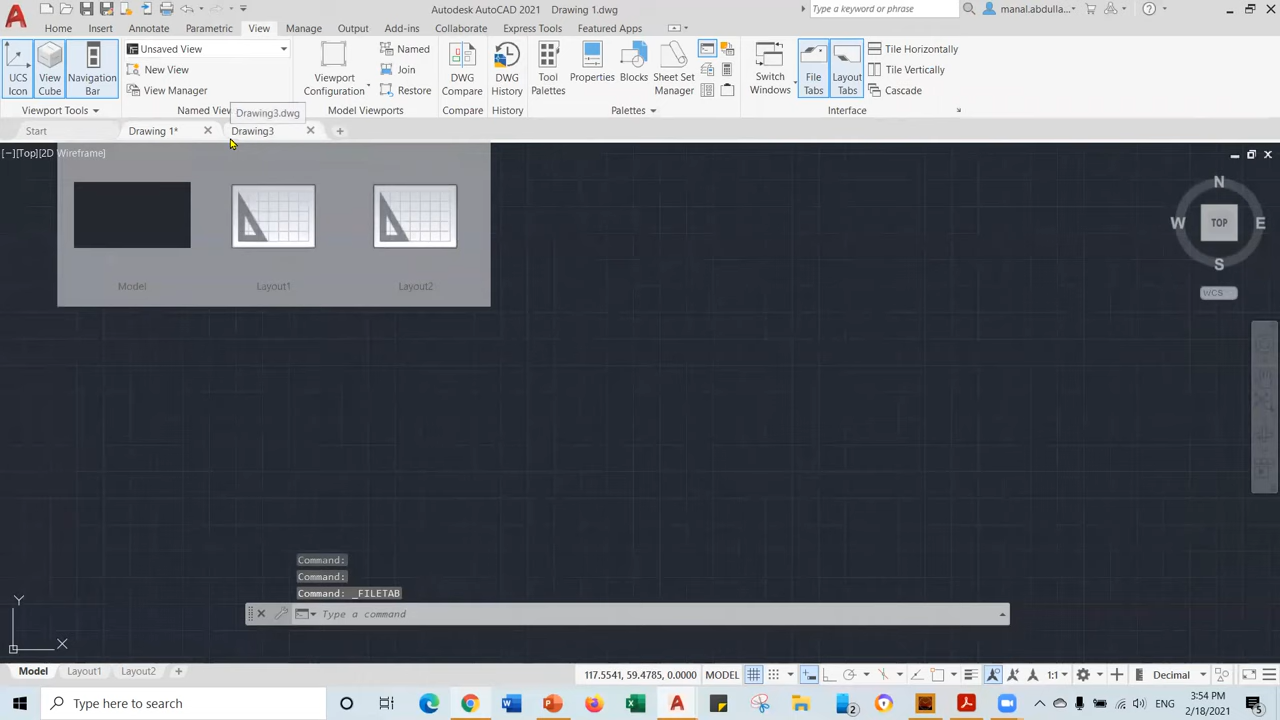 Autodesk AutoCAD 2021 Drawing 1.dwg
Type a keyword or phrase
manal.abdulla...
Home Insert Annotate Parametric View Manage Output Add-ins Collaborate Express Tools Featured Apps
Unsaved View
New View
View Manager
UCS Icon
View Cube
Navigation Bar
Viewport Configuration
Named
Join
Restore
DWG Compare
DWG History
Tool Palettes
Properties
Blocks
Sheet Set Manager
Switch Windows
File Tabs
Layout Tabs
Tile Horizontally
Tile Vertically
Cascade
Viewport Tools
Named View
Model Viewports
Compare
History
Palettes
Interface
Drawing3.dwg
Start
Drawing 1*
Drawing3
[−][Top][2D Wireframe]
Model
Layout1
Layout2
N
W
TOP
E
S
WCS
Command:
Command:
Command: _FILETAB
Type a command
Y
X
Model
Layout1
Layout2
117.5541, 59.4785, 0.0000
MODEL
1:1
Decimal
Type here to search
2
ENG
3:54 PM
2/18/2021
5